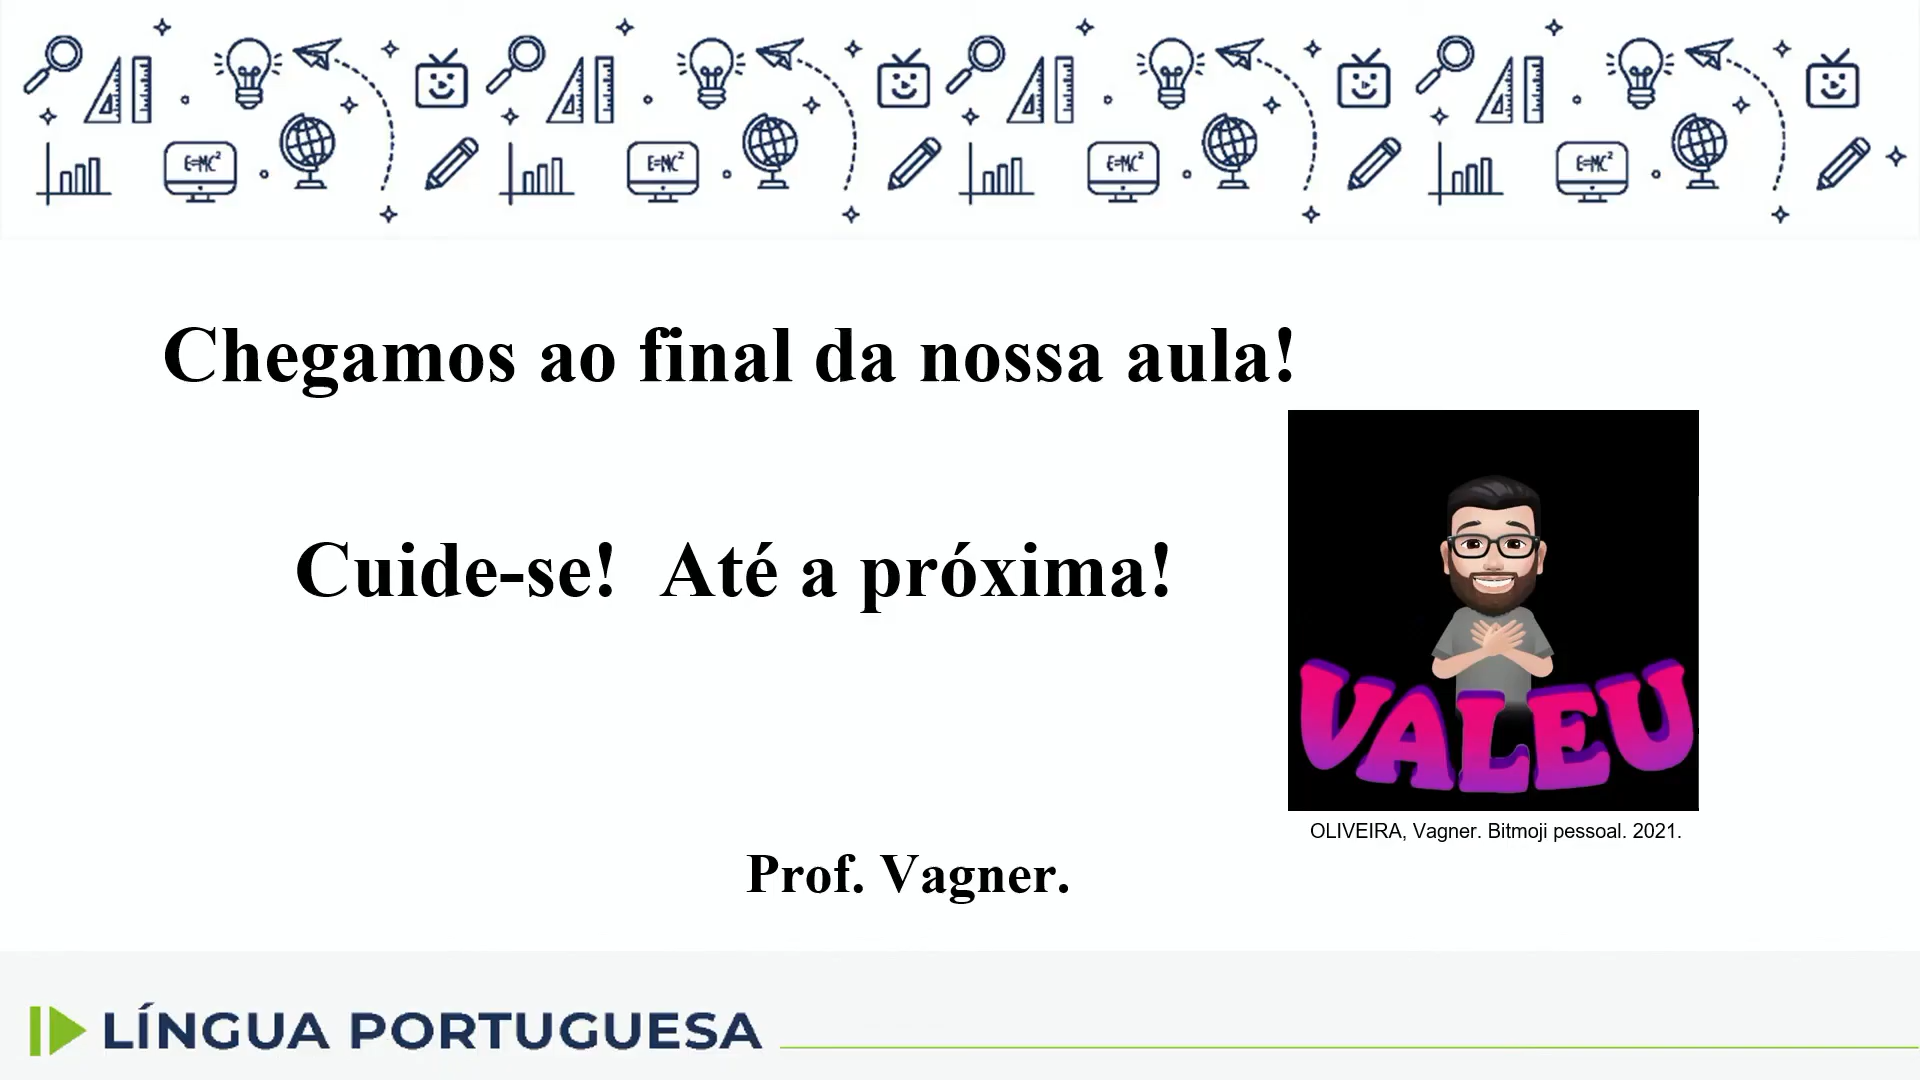 E=MC²
E=MC²
E=MC²
E=MC²
Chegamos ao final da nossa aula!
Cuide-se! Até a próxima!
VALEU
OLIVEIRA, Vagner. Bitmoji pessoal. 2021.
Prof. Vagner.
LÍNGUA PORTUGUESA